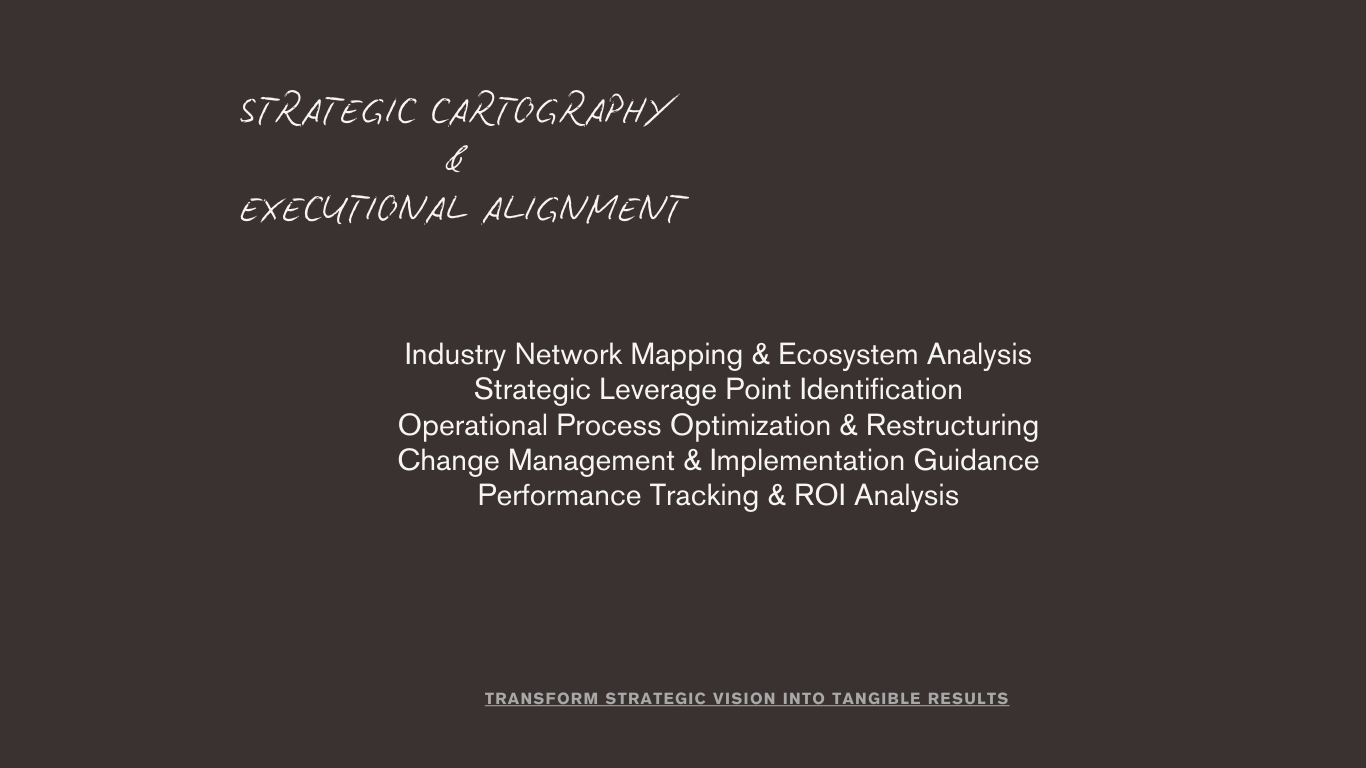 STRATEGIC CARTOGRAPHY
&
EXECUTIONAL ALIGNMENT
Industry Network Mapping & Ecosystem Analysis
Strategic Leverage Point Identification
Operational Process Optimization & Restructuring
Change Management & Implementation Guidance
Performance Tracking & ROI Analysis
TRANSFORM STRATEGIC VISION INTO TANGIBLE RESULTS